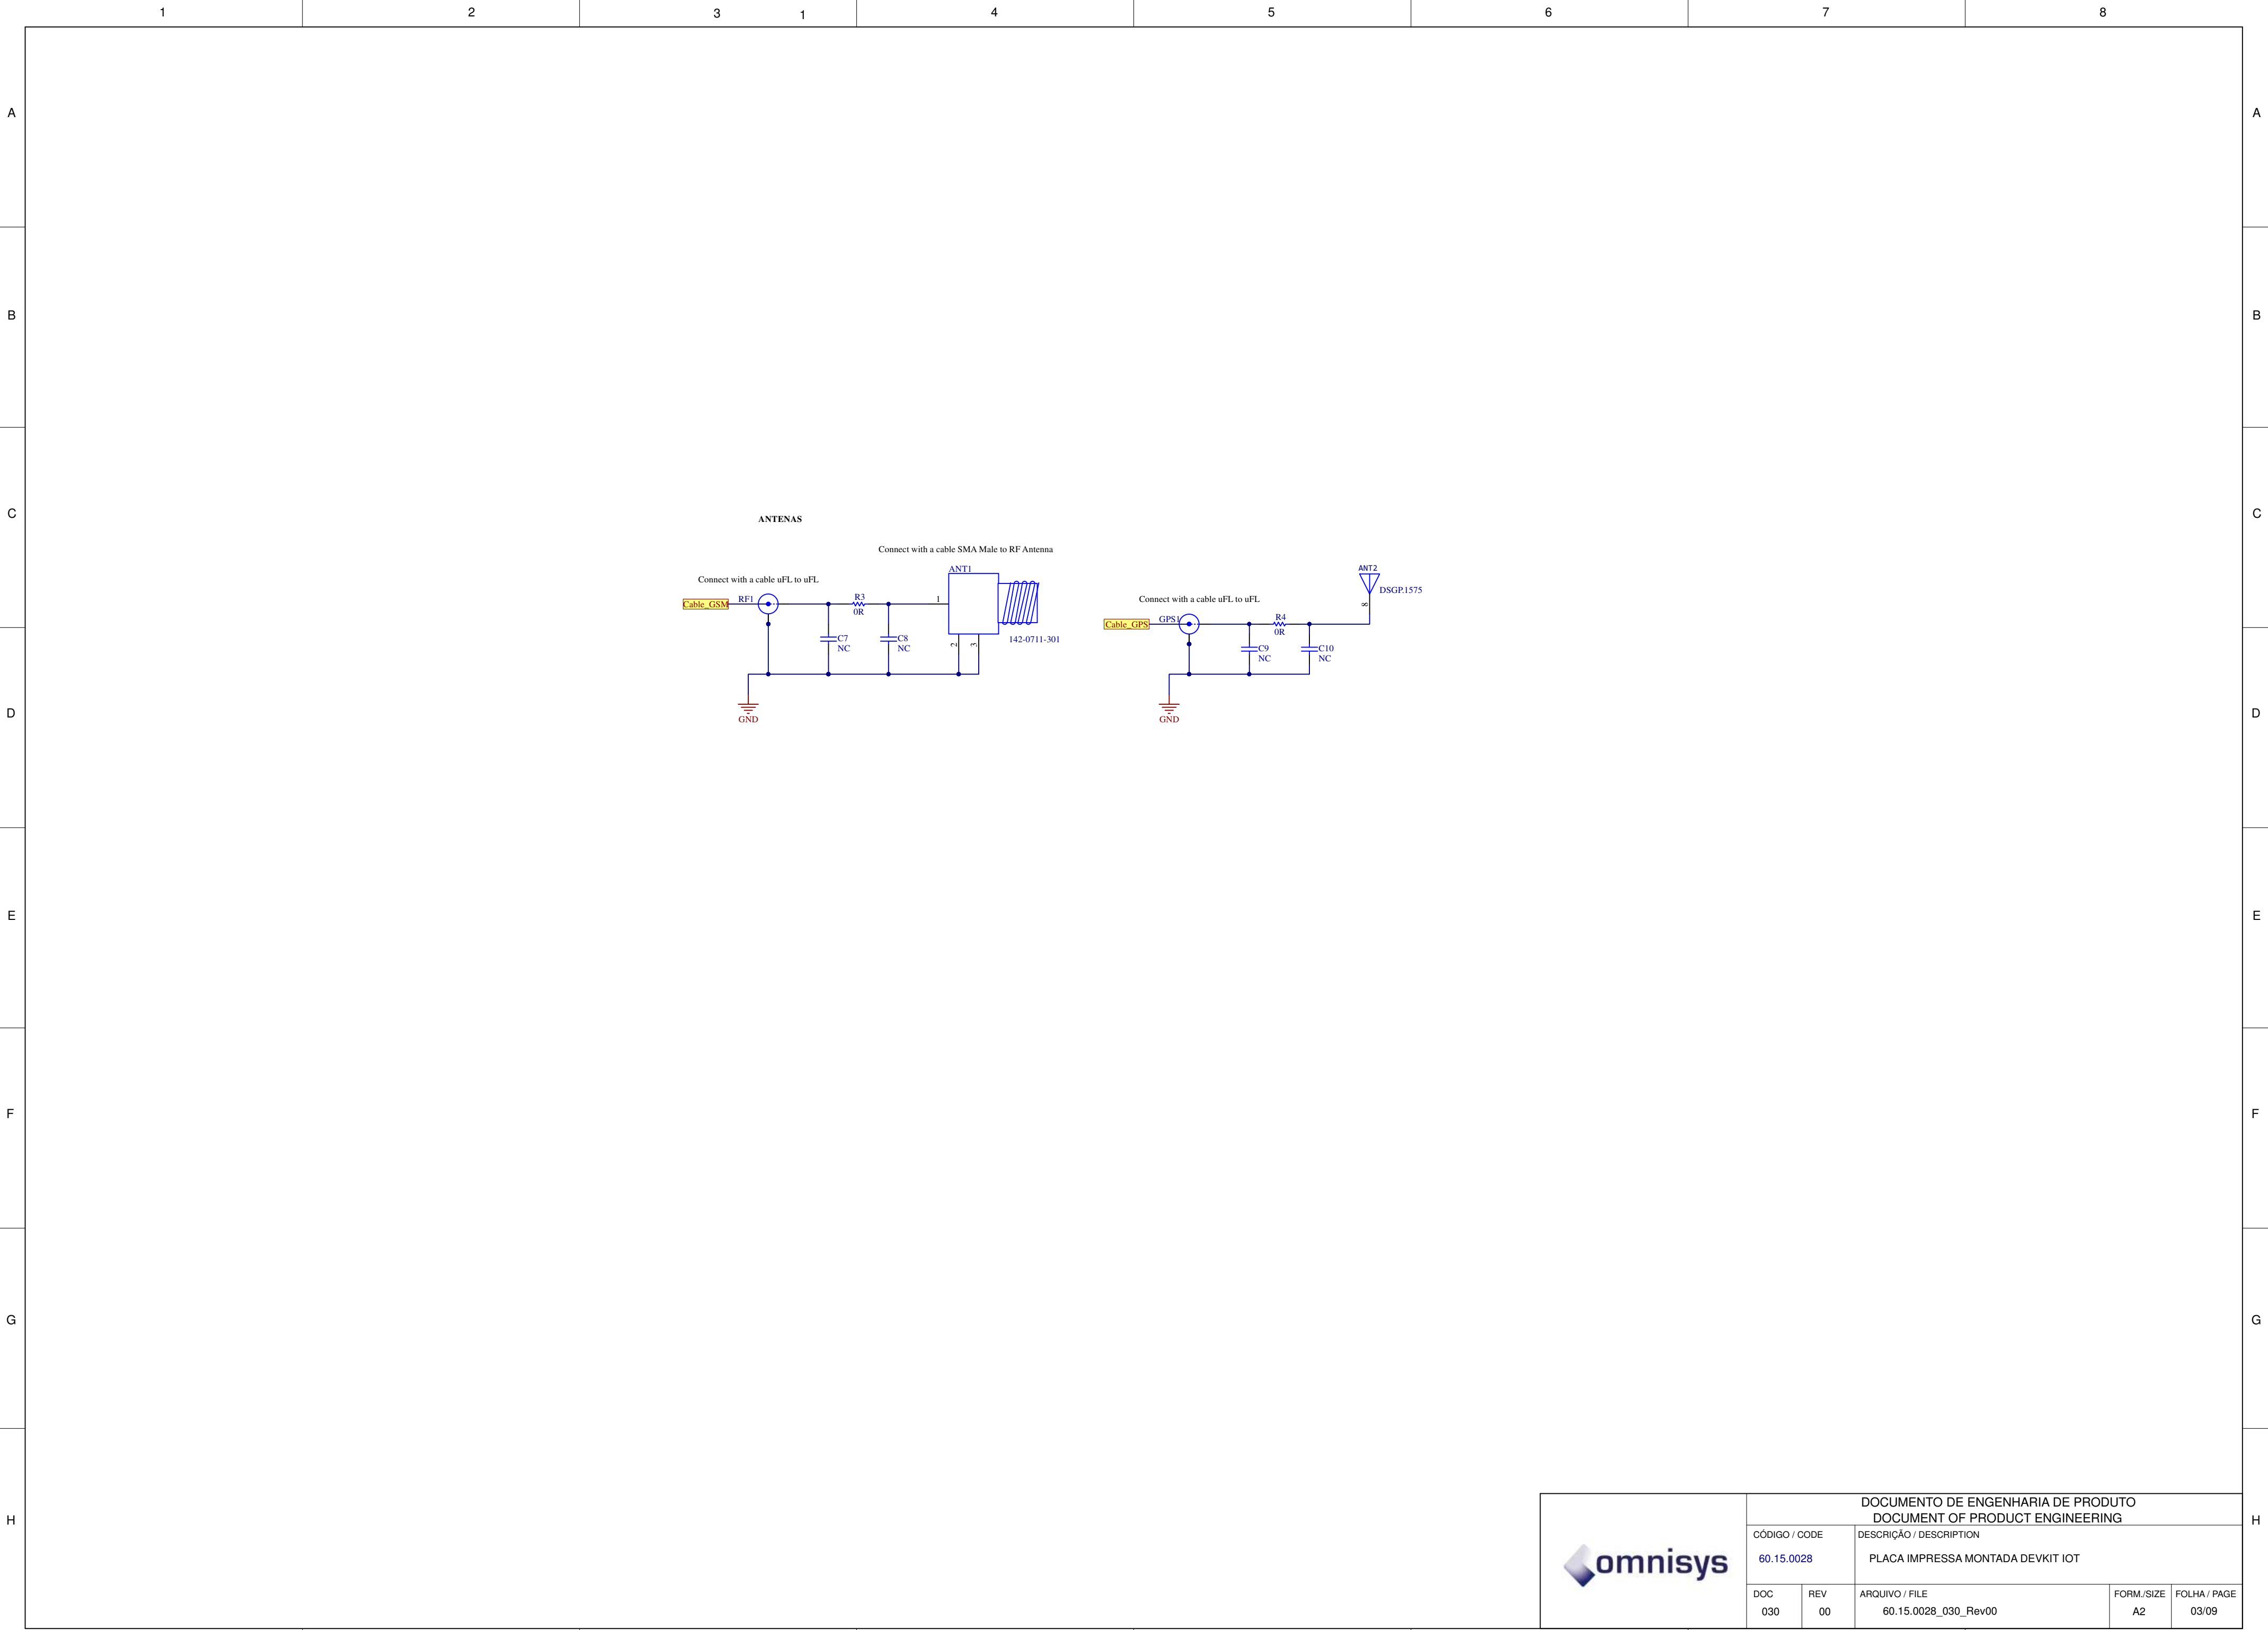 1 2 3 1 4 5 6 7 8
A A
B B
C C
ANTENAS
Connect with a cable SMA Male to RF Antenna
ANT1
Connect with a cable uFL to uFL
Cable_GSM RF1
R3
0R
1
C7
NC
C8
NC
2 3
142-0711-301
GND
ANT2
DSGP.1575
8
Connect with a cable uFL to uFL
Cable_GPS GPS1
R4
0R
C9
NC
C10
NC
GND
D D
E E
F F
G G
H H
omnisys
DOCUMENTO DE ENGENHARIA DE PRODUTO
DOCUMENT OF PRODUCT ENGINEERING
CÓDIGO / CODE
60.15.0028
DESCRIÇÃO / DESCRIPTION
PLACA IMPRESSA MONTADA DEVKIT IOT
DOC
030
REV
00
ARQUIVO / FILE
60.15.0028_030_Rev00
FORM./SIZE
A2
FOLHA / PAGE
03/09